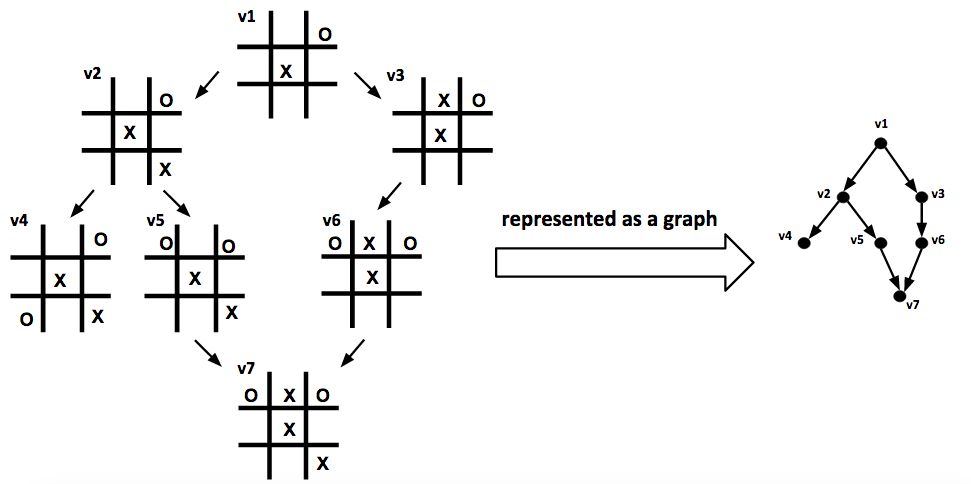 v1
O
X
v2
O
X
X
v3
X O
X
v4
O
X
O X
v5
O O
X
X
v6
O X O
X
v7
O X O
X
X
represented as a graph
v1
v2
v3
v4
v5
v6
v7